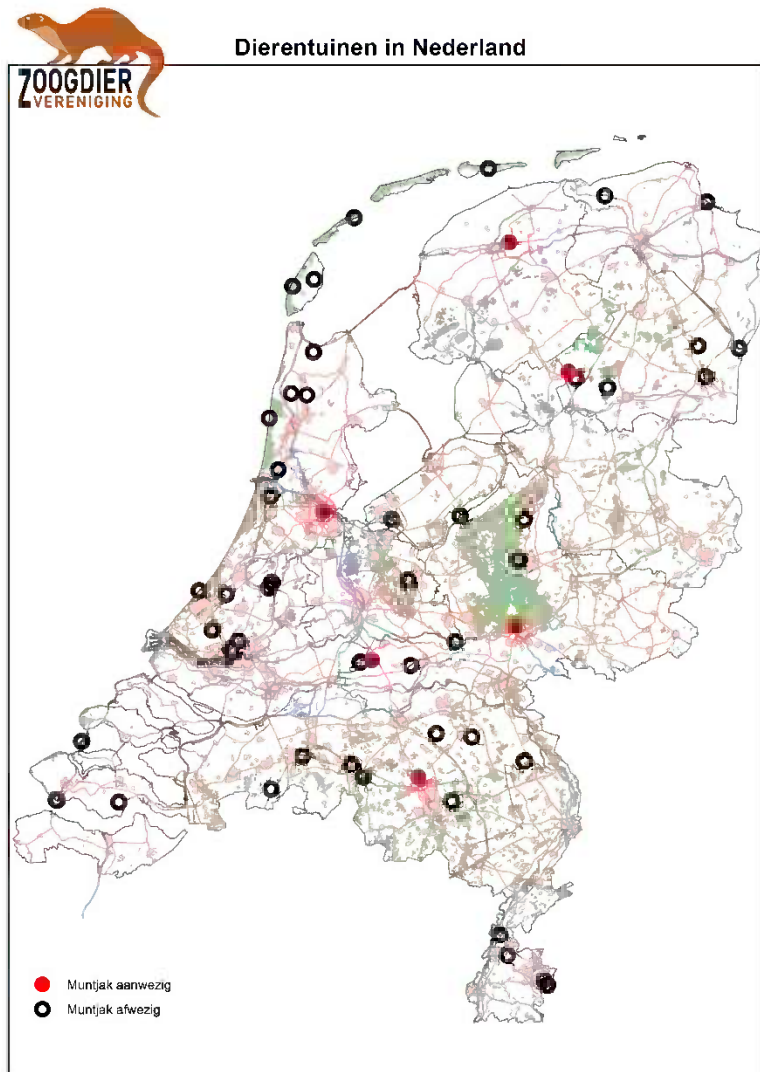 Dierentuinen in Nederland
ZOOGDIER
VERENIGING
Muntjak aanwezig
Muntjak afwezig